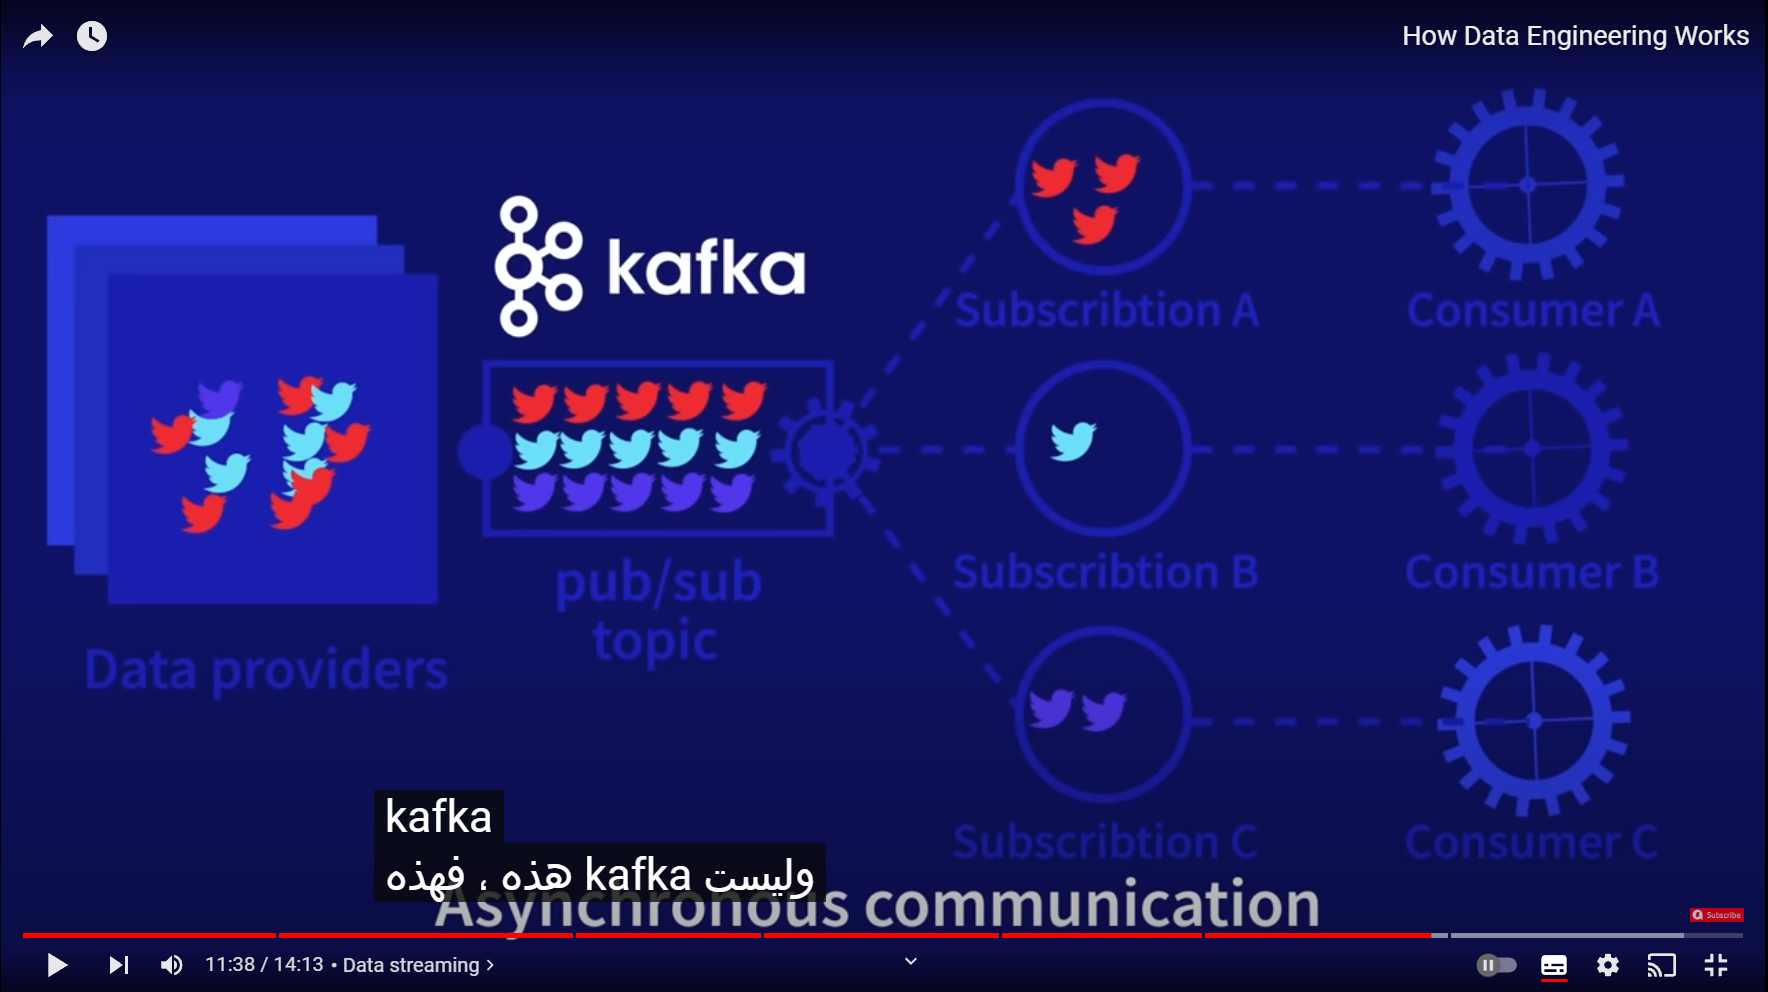 How Data Engineering Works
kafka
Subscribtion A
Consumer A
pub/sub
topic
Subscribtion B
Consumer B
Data providers
Subscribtion C
Consumer C
kafka
وليست kafka هذه ، فهذه
Asynchronous communication
Subscribe
11:38 / 14:13 • Data streaming